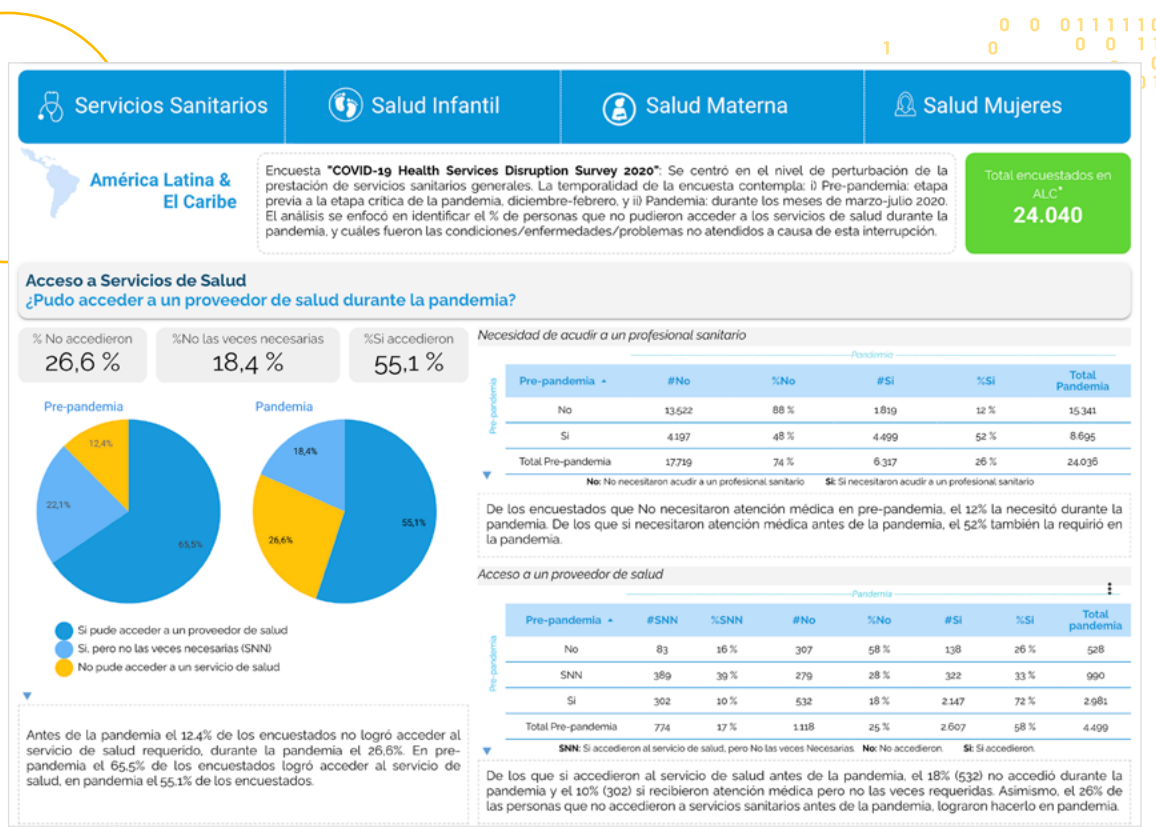 0 0 0111110
1 0 0 0 11
Servicios Sanitarios
Salud Infantil
Salud Materna
Salud Mujeres
América Latina &
El Caribe
Encuesta "COVID-19 Health Services Disruption Survey 2020": Se centró en el nivel de perturbación de la
prestación de servicios sanitarios generales. La temporalidad de la encuesta contempla: i) Pre-pandemia: etapa
previa a la etapa crítica de la pandemia, diciembre-febrero, y ii) Pandemia: durante los meses de marzo-julio 2020.
El análisis se enfocó en identificar el % de personas que no pudieron acceder a los servicios de salud durante la
pandemia, y cuáles fueron las condiciones/enfermedades/problemas no atendidos a causa de esta interrupción.
Total encuestados en
ALC*
24.040
Acceso a Servicios de Salud
¿Pudo acceder a un proveedor de salud durante la pandemia?
% No accedieron
26,6 %
%No las veces necesarias
18,4 %
%Si accedieron
55,1 %
Pre-pandemia
12,4%
22,1%
65,5%
Pandemia
18,4%
26,6%
55,1%
Si pude acceder a un proveedor de salud
Si, pero no las veces necesarias (SNN)
No pude acceder a un servicio de salud
Antes de la pandemia el 12.4% de los encuestados no logró acceder al
servicio de salud requerido, durante la pandemia el 26,6%. En pre-
pandemia el 65,5% de los encuestados logró acceder al servicio de
salud, en pandemia el 55,1% de los encuestados.
Necesidad de acudir a un profesional sanitario
Pandemia
Pre-pandemia
Pre-pandemia #No %No #Si %Si Total Pandemia
No 13.522 88 % 1.819 12 % 15.341
Si 4.197 48 % 4.499 52 % 8.695
Total Pre-pandemia 17.719 74 % 6.317 26 % 24.036
No: No necesitaron acudir a un profesional sanitario Si: Si necesitaron acudir a un profesional sanitario
De los encuestados que No necesitaron atención médica en pre-pandemia, el 12% la necesitó durante la
pandemia. De los que si necesitaron atención médica antes de la pandemia, el 52% también la requirió en
la pandemia.
Acceso a un proveedor de salud
Pandemia
Pre-pandemia
Pre-pandemia #SNN %SNN #No %No #Si %Si Total pandemia
No 83 16 % 307 58 % 138 26 % 528
SNN 389 39 % 279 28 % 322 33 % 990
Si 302 10 % 532 18 % 2.147 72 % 2.981
Total Pre-pandemia 774 17 % 1.118 25 % 2.607 58 % 4.499
SNN: Si accedieron al servicio de salud, pero No las veces Necesarias. No: No accedieron. Si: Si accedieron.
De los que si accedieron al servicio de salud antes de la pandemia, el 18% (532) no accedió durante la
pandemia y el 10% (302) si recibieron atención médica pero no las veces requeridas. Asimismo, el 26% de
las personas que no accedieron a servicios sanitarios antes de la pandemia, lograron hacerlo en pandemia.